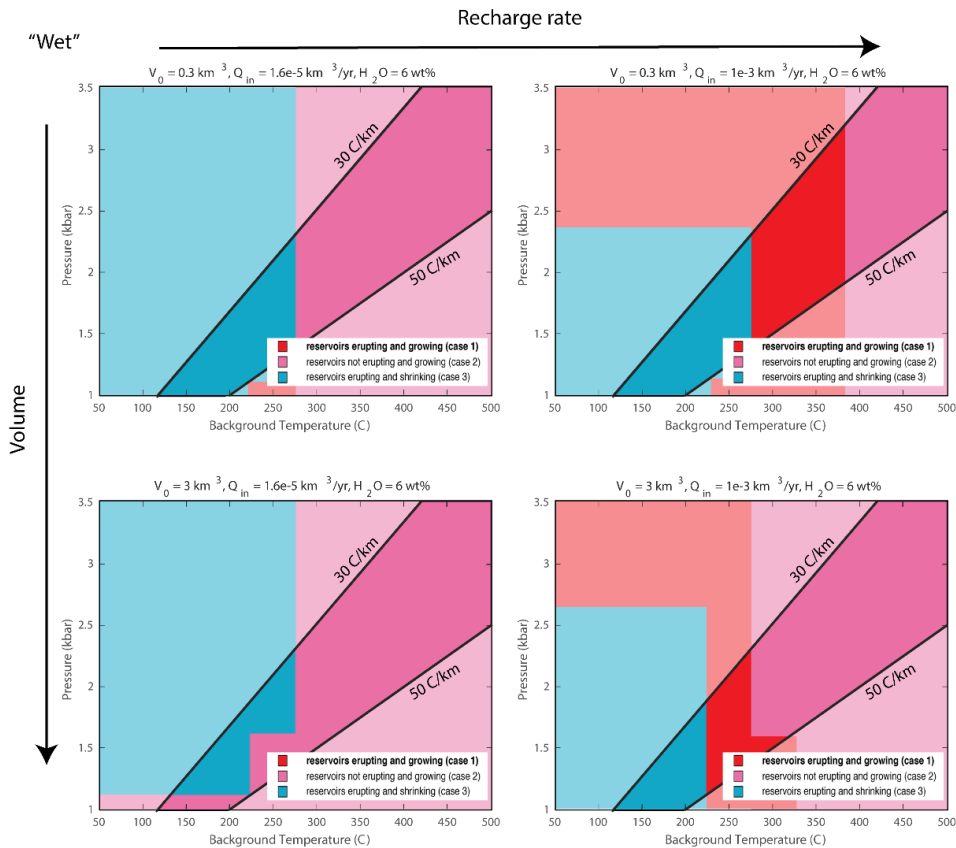 Recharge rate
“Wet”
Volume
V0 = 0.3 km 3, Qin = 1.6e-5 km 3/yr, H2O = 6 wt%
3.5
3
2.5
2
1.5
1
Pressure (kbar)
30 C/km
50 C/km
reservoirs erupting and growing (case 1)
reservoirs not erupting and growing (case 2)
reservoirs erupting and shrinking (case 3)
50 100 150 200 250 300 350 400 450 500
Background Temperature (C)
V0 = 0.3 km 3, Qin = 1e-3 km 3/yr, H2O = 6 wt%
3.5
3
2.5
2
1.5
1
Pressure (kbar)
30 C/km
50 C/km
reservoirs erupting and growing (case 1)
reservoirs not erupting and growing (case 2)
reservoirs erupting and shrinking (case 3)
50 100 150 200 250 300 350 400 450 500
Background Temperature (C)
V0 = 3 km 3, Qin = 1.6e-5 km 3/yr, H2O = 6 wt%
3.5
3
2.5
2
1.5
1
Pressure (kbar)
30 C/km
50 C/km
reservoirs erupting and growing (case 1)
reservoirs not erupting and growing (case 2)
reservoirs erupting and shrinking (case 3)
50 100 150 200 250 300 350 400 450 500
Background Temperature (C)
V0 = 3 km 3, Qin = 1e-3 km 3/yr, H2O = 6 wt%
3.5
3
2.5
2
1.5
1
Pressure (kbar)
30 C/km
50 C/km
reservoirs erupting and growing (case 1)
reservoirs not erupting and growing (case 2)
reservoirs erupting and shrinking (case 3)
50 100 150 200 250 300 350 400 450 500
Background Temperature (C)